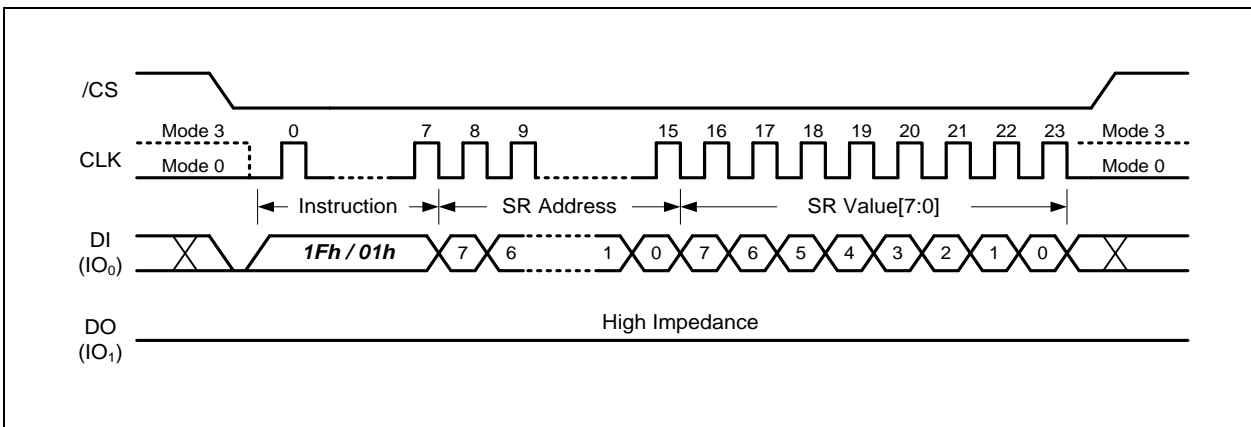 /CS
Mode 3 0 7 8 9 15 16 17 18 19 20 21 22 23 Mode 3
CLK
Mode 0 Mode 0
Instruction SR Address SR Value[7:0]
DI
(IO₀)
1Fh / 01h 7 6 1 0 7 6 5 4 3 2 1 0
High Impedance
DO
(IO₁)